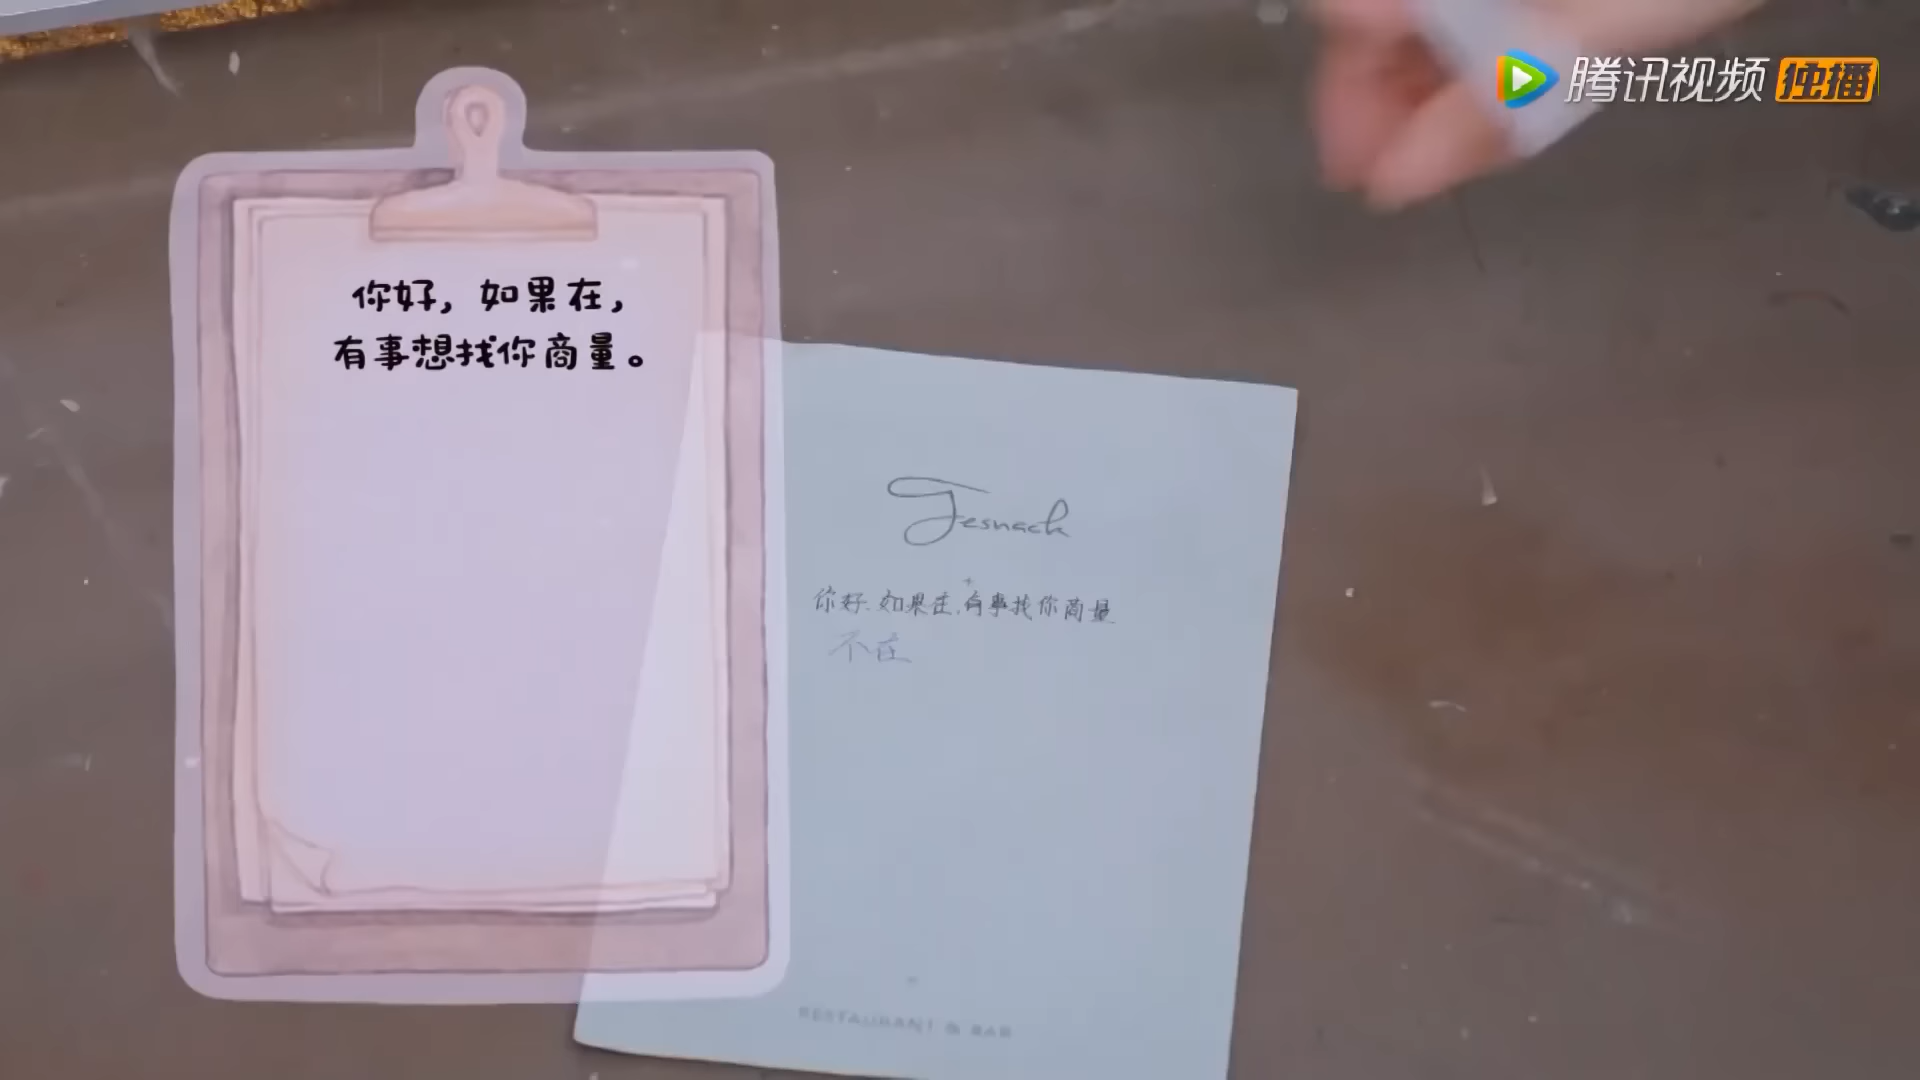 腾讯视频 独播
你好，如果在，
有事想找你商量。
Tesnack
你好.如果在,有事找你商量
不在
RESTAURANT & BAR